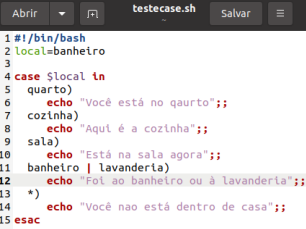 Abrir
testecase.sh
~
Salvar
1 #!/bin/bash
2 local=banheiro
3
4 case $local in
5 quarto)
6 echo "Você está no qaurto";;
7 cozinha)
8 echo "Aqui é a cozinha";;
9 sala)
10 echo "Está na sala agora";;
11 banheiro | lavanderia)
12 echo "Foi ao banheiro ou à lavanderia";;
13 *)
14 echo "Você nao está dentro de casa";;
15 esac